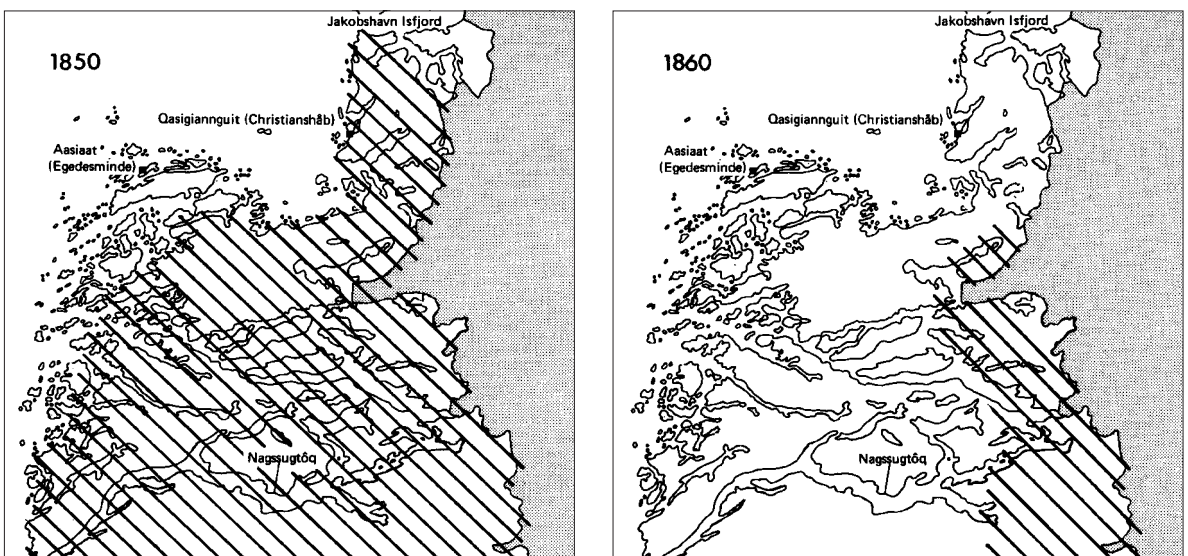 Jakobshavn Isfjord
1850
Qasigiannguit (Christianshåb)
Aasiaat
(Egedesminde)
Nagssugtôq
Jakobshavn Isfjord
1860
Qasigiannguit (Christianshåb)
Aasiaat
(Egedesminde)
Nagssugtôq